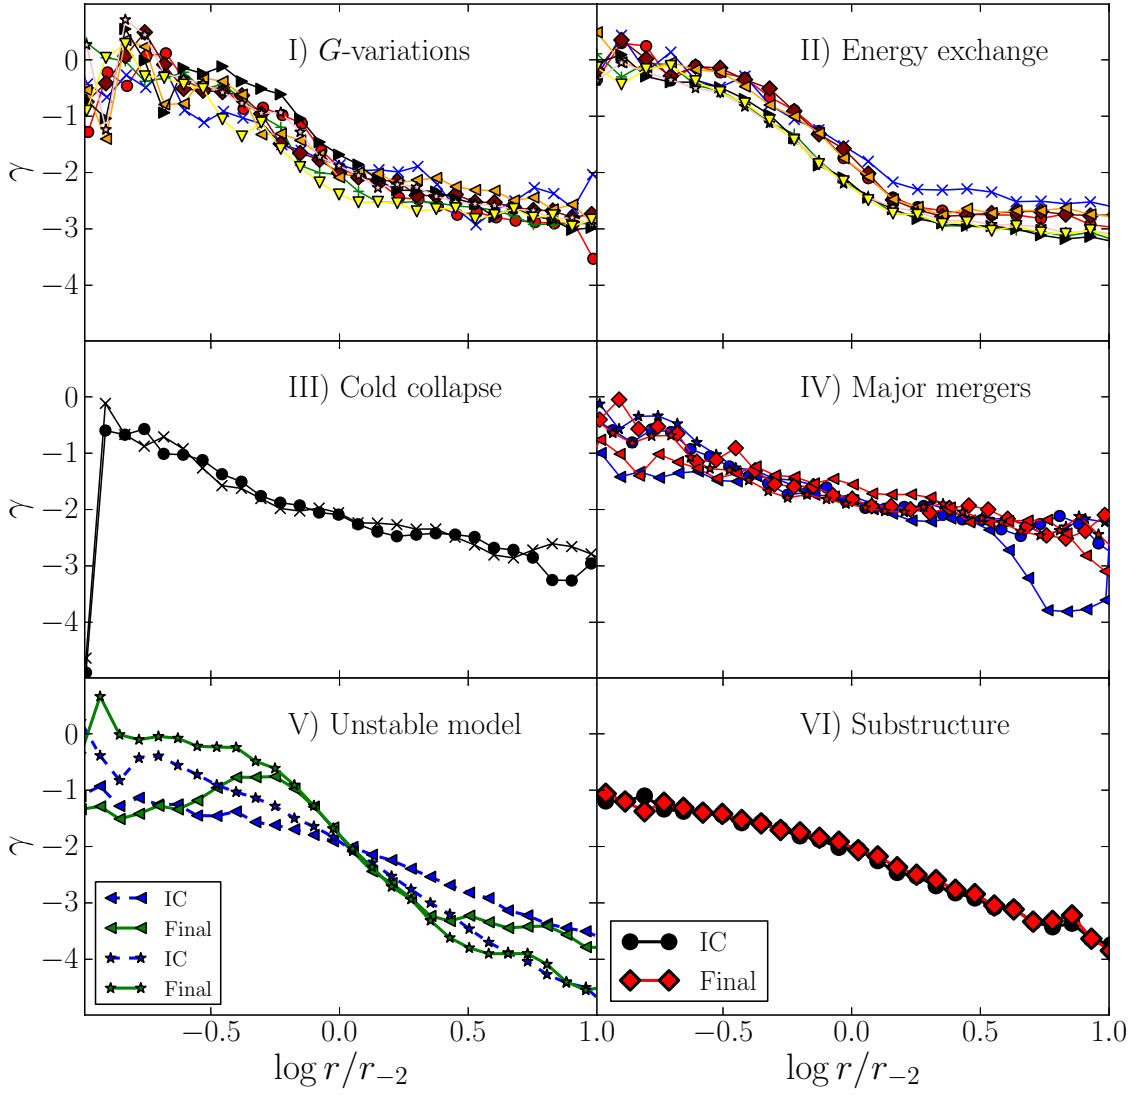 I) G-variations
II) Energy exchange
0
−1
−2
−3
−4
γ
III) Cold collapse
IV) Major mergers
0
−1
−2
−3
−4
γ
V) Unstable model
VI) Substructure
0
−1
−2
−3
−4
γ
IC
Final
IC
Final
IC
Final
−0.5 0.0 0.5 1.0
−0.5 0.0 0.5 1.0
log r/r−2
log r/r−2